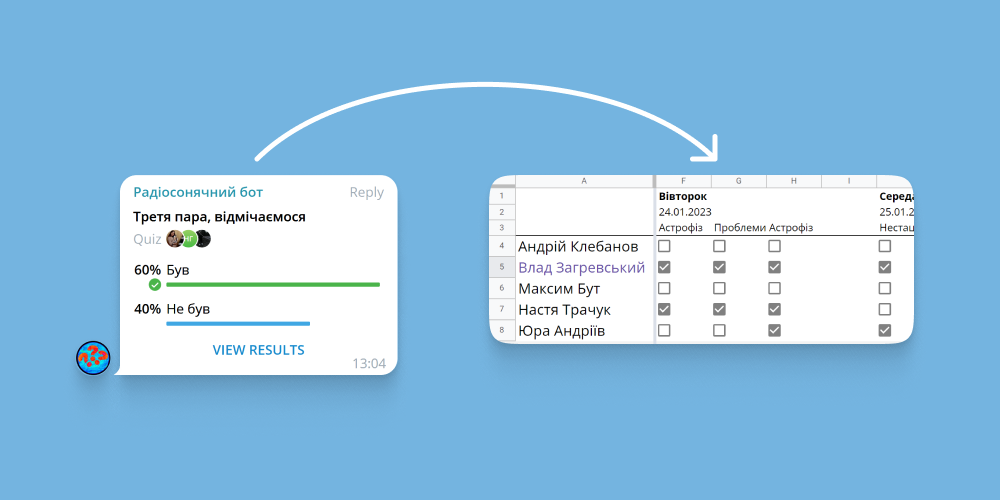 Радіосонячний бот Reply
Третя пара, відмічаємося
Quiz НГ
60% Був
40% Не був
VIEW RESULTS
13:04
A F G H I
1 Вівторок Середа
2 24.01.2023 25.01.2
3 Астрофіз Проблеми Астрофіз Нестац
4 Андрій Клебанов
5 Влад Загревський
6 Максим Бут
7 Настя Трачук
8 Юра Андріїв